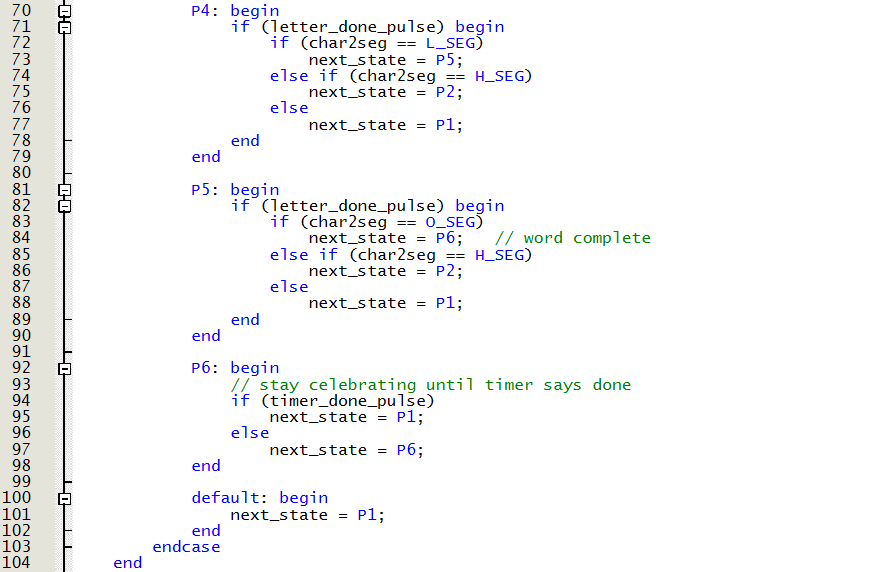 70 P4: begin
71 if (letter_done_pulse) begin
72 if (char2seg == L_SEG)
73 next_state = P5;
74 else if (char2seg == H_SEG)
75 next_state = P2;
76 else
77 next_state = P1;
78 end
79 end
80
81 P5: begin
82 if (letter_done_pulse) begin
83 if (char2seg == O_SEG)
84 next_state = P6; // word complete
85 else if (char2seg == H_SEG)
86 next_state = P2;
87 else
88 next_state = P1;
89 end
90 end
91
92 P6: begin
93 // stay celebrating until timer says done
94 if (timer_done_pulse)
95 next_state = P1;
96 else
97 next_state = P6;
98 end
99
100 default: begin
101 next_state = P1;
102 end
103 endcase
104 end